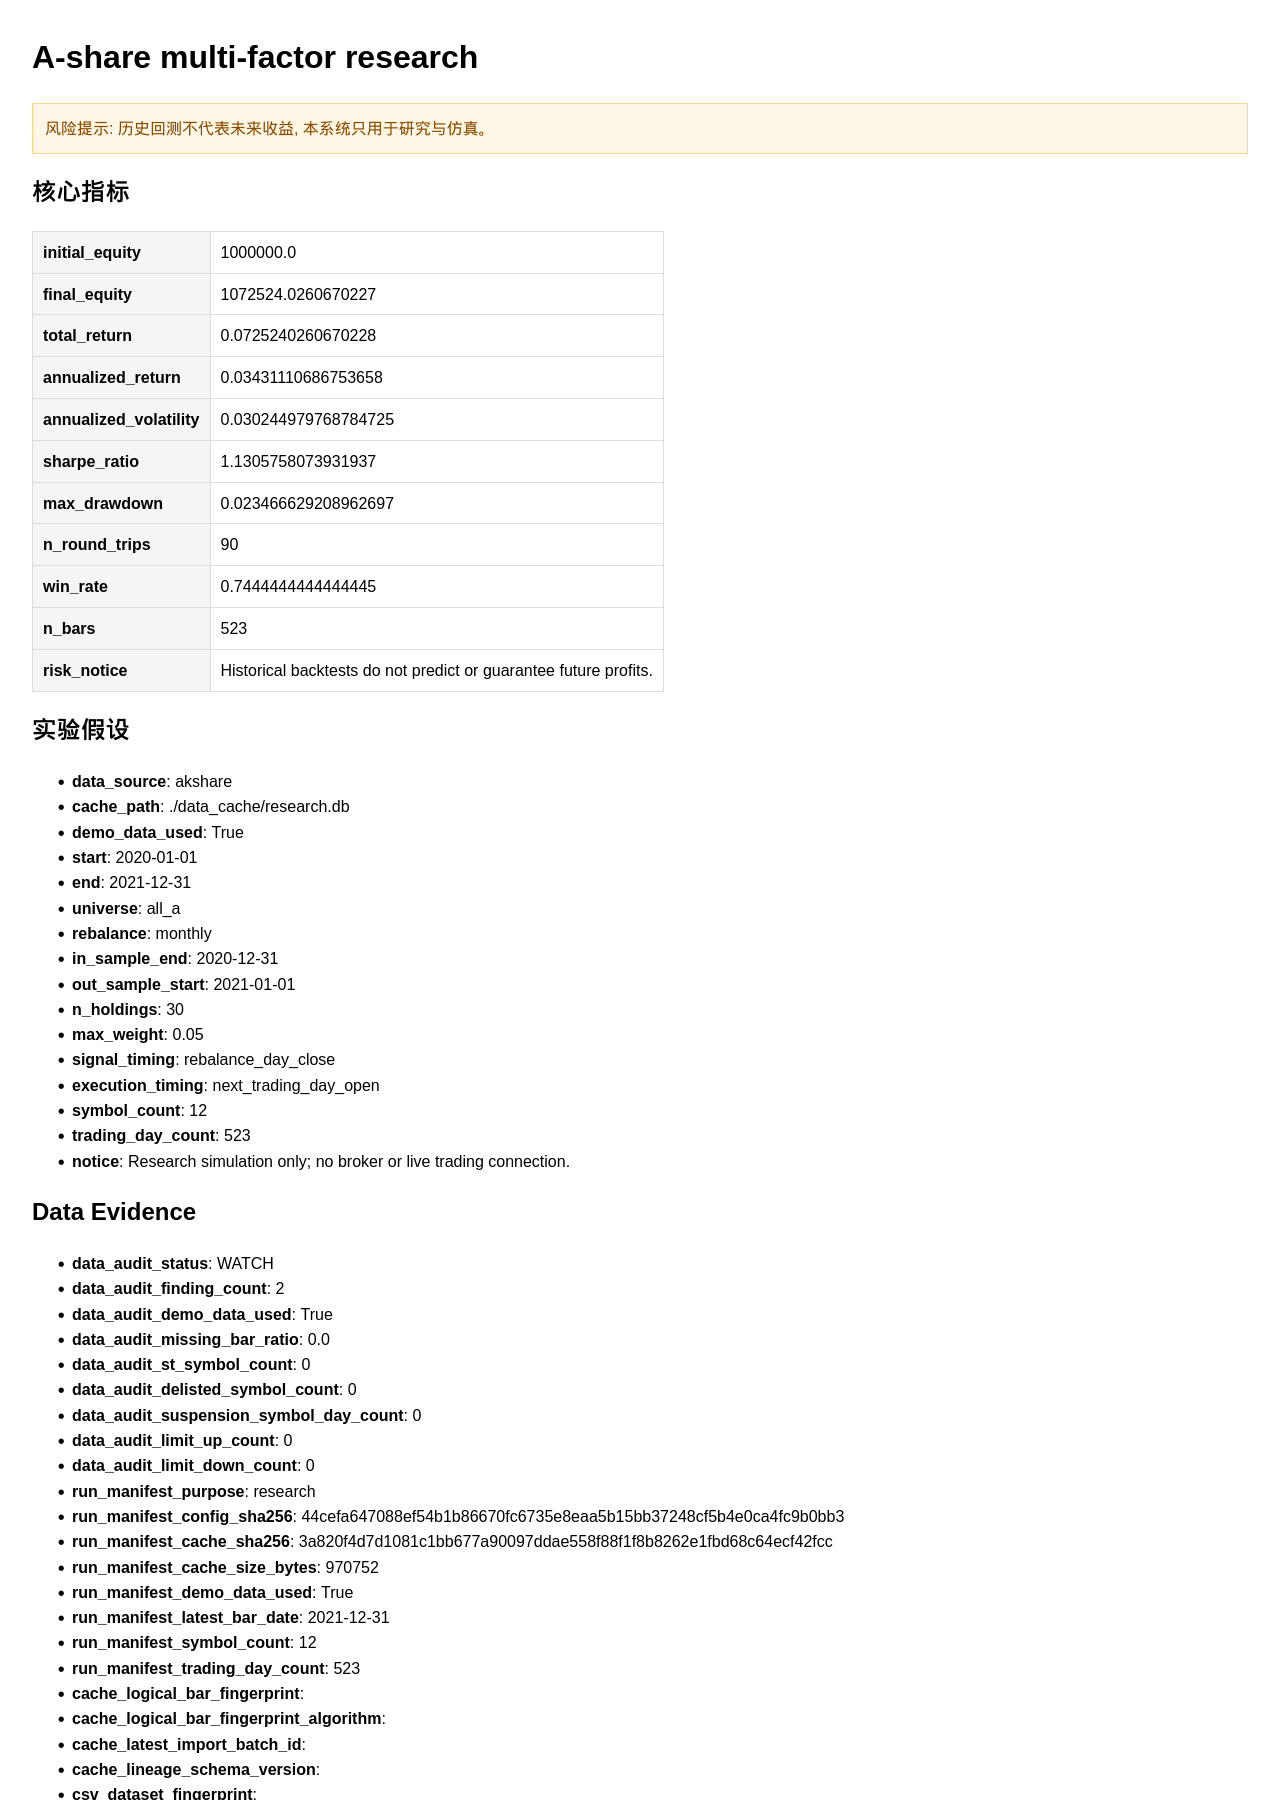 A-share multi-factor research
风险提示: 历史回测不代表未来收益, 本系统只用于研究与仿真。
核心指标
initial_equity 1000000.0
final_equity 1072524.0260670227
total_return 0.0725240260670228
annualized_return 0.03431110686753658
annualized_volatility 0.030244979768784725
sharpe_ratio 1.1305758073931937
max_drawdown 0.023466629208962697
n_round_trips 90
win_rate 0.7444444444444445
n_bars 523
risk_notice Historical backtests do not predict or guarantee future profits.
实验假设
• data_source: akshare
• cache_path: ./data_cache/research.db
• demo_data_used: True
• start: 2020-01-01
• end: 2021-12-31
• universe: all_a
• rebalance: monthly
• in_sample_end: 2020-12-31
• out_sample_start: 2021-01-01
• n_holdings: 30
• max_weight: 0.05
• signal_timing: rebalance_day_close
• execution_timing: next_trading_day_open
• symbol_count: 12
• trading_day_count: 523
• notice: Research simulation only; no broker or live trading connection.
Data Evidence
• data_audit_status: WATCH
• data_audit_finding_count: 2
• data_audit_demo_data_used: True
• data_audit_missing_bar_ratio: 0.0
• data_audit_st_symbol_count: 0
• data_audit_delisted_symbol_count: 0
• data_audit_suspension_symbol_day_count: 0
• data_audit_limit_up_count: 0
• data_audit_limit_down_count: 0
• run_manifest_purpose: research
• run_manifest_config_sha256: 44cefa647088ef54b1b86670fc6735e8eaa5b15bb37248cf5b4e0ca4fc9b0bb3
• run_manifest_cache_sha256: 3a820f4d7d1081c1bb677a90097ddae558f88f1f8b8262e1fbd68c64ecf42fcc
• run_manifest_cache_size_bytes: 970752
• run_manifest_demo_data_used: True
• run_manifest_latest_bar_date: 2021-12-31
• run_manifest_symbol_count: 12
• run_manifest_trading_day_count: 523
• cache_logical_bar_fingerprint:
• cache_logical_bar_fingerprint_algorithm:
• cache_latest_import_batch_id:
• cache_lineage_schema_version:
• csv_dataset_fingerprint: